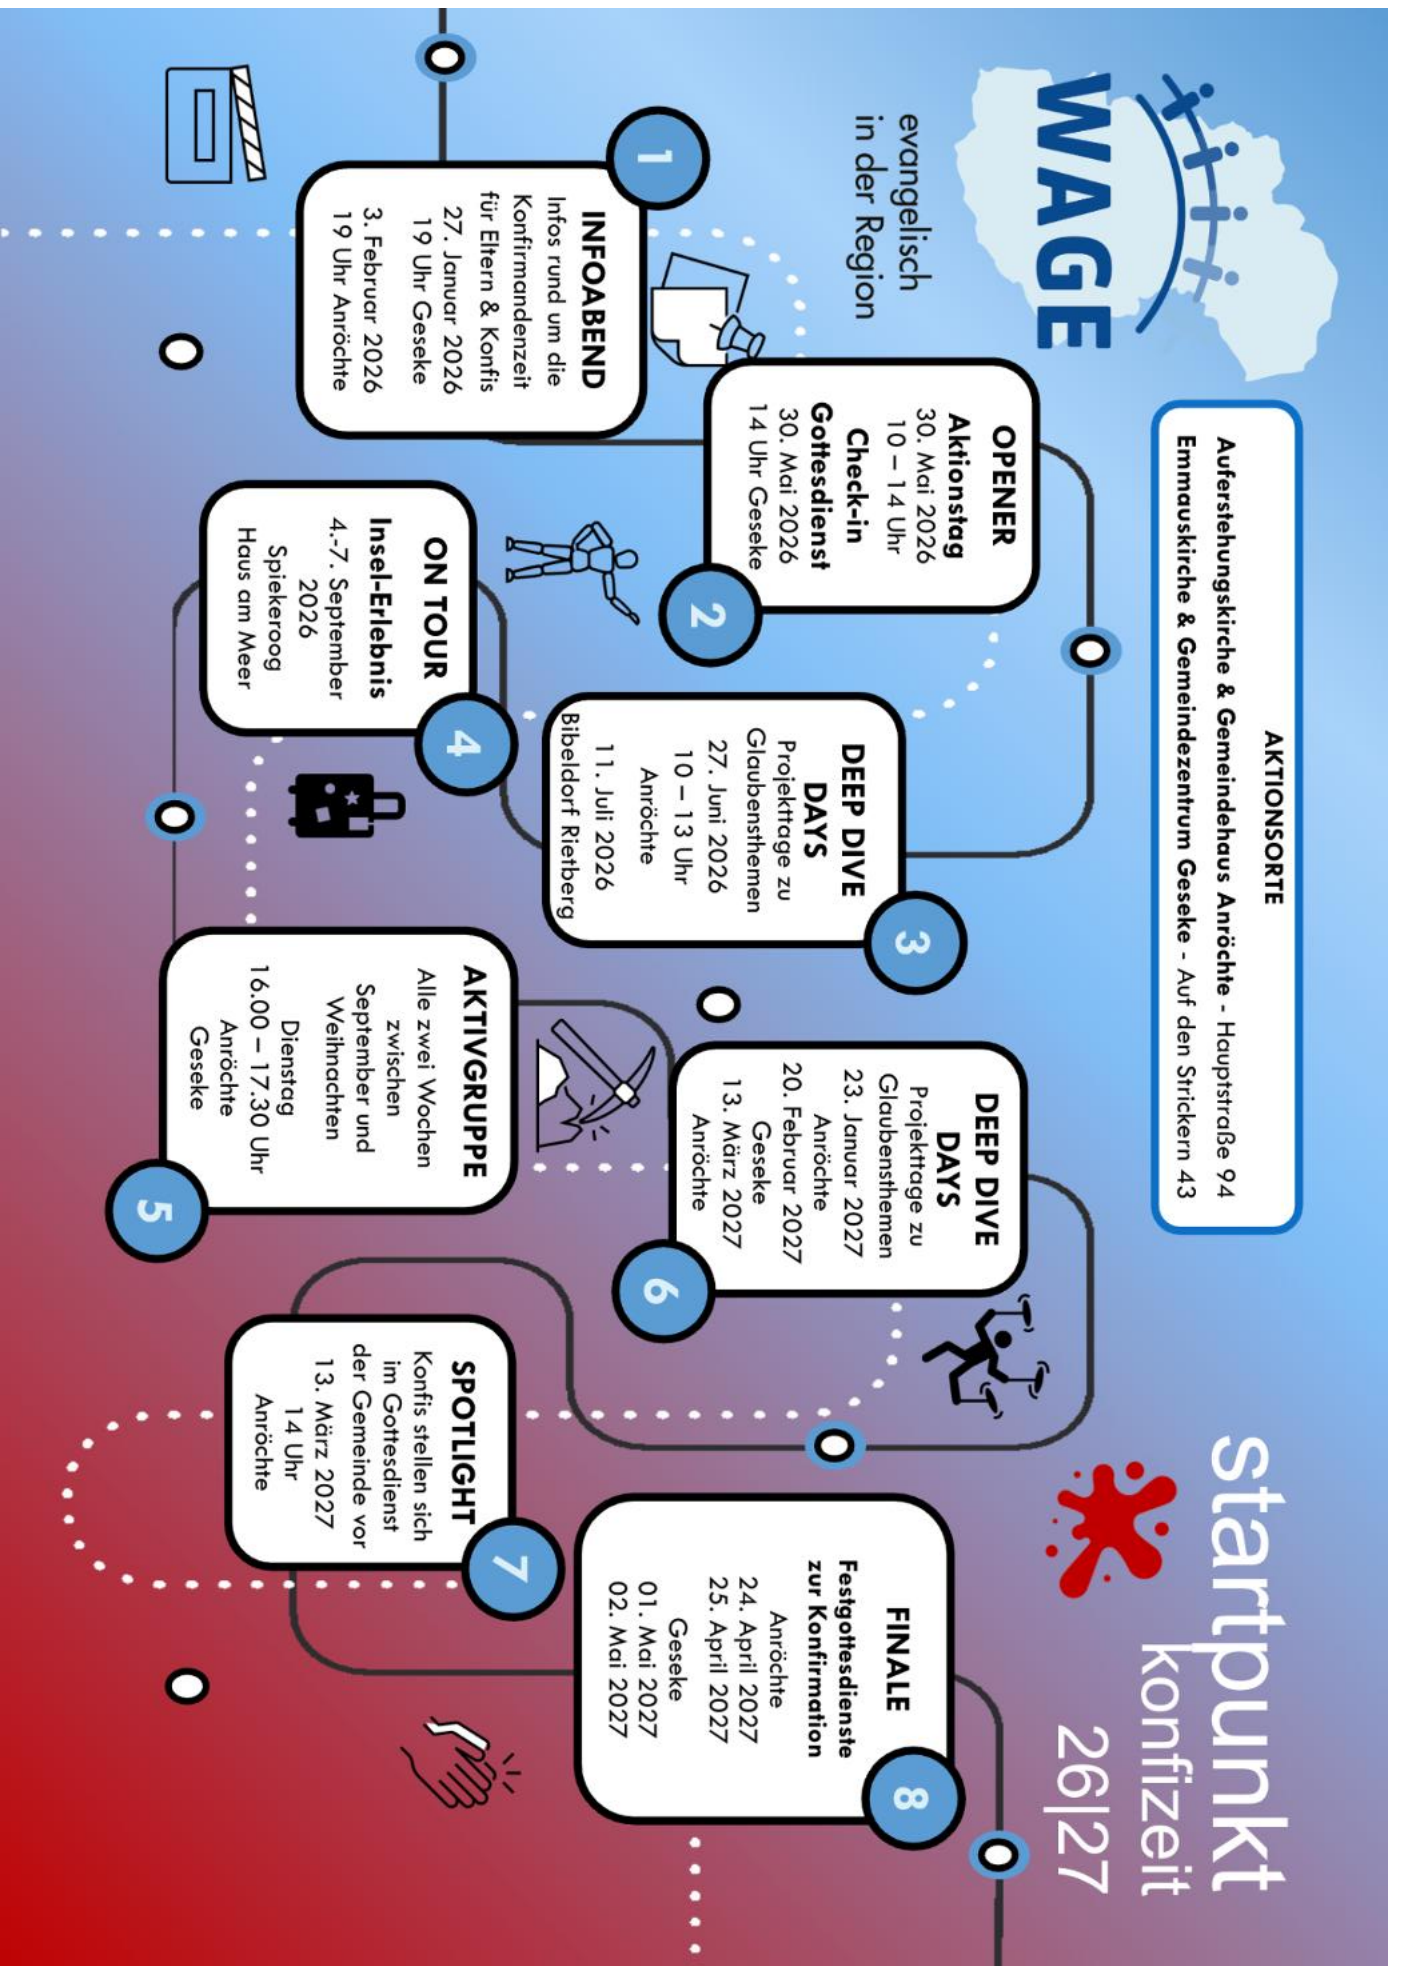 WAGE
evangelisch
in der Region
AKTIONSORTE
Auferstehungskirche & Gemeindehaus Anröchte - Hauptstraße 94
Emmauskirche & Gemeindezentrum Geseke - Auf den Strickern 43
startpunkt
konfizeit
26|27
1
INFOABEND
Infos rund um die
Konfirmandenzeit
für Eltern & Konfis
27. Januar 2026
19 Uhr Geseke
3. Februar 2026
19 Uhr Anröchte
OPENER
Aktionstag
30. Mai 2026
10 – 14 Uhr
Check-in
Gottesdienst
30. Mai 2026
14 Uhr Geseke
2
DEEP DIVE
DAYS
Projekttage zu
Glaubensthemen
27. Juni 2026
10 – 13 Uhr
Anröchte
11. Juli 2026
Bibeldorf Rietberg
3
ON TOUR
Insel-Erlebnis
4.-7. September
2026
Spiekeroog
Haus am Meer
4
AKTIVGRUPPE
Alle zwei Wochen
zwischen
September und
Weihnachten
Dienstag
16.00 – 17.30 Uhr
Anröchte
Geseke
5
DEEP DIVE
DAYS
Projekttage zu
Glaubensthemen
23. Januar 2027
Anröchte
20. Februar 2027
Geseke
13. März 2027
Anröchte
6
SPOTLIGHT
Konfis stellen sich
im Gottesdienst
der Gemeinde vor
13. März 2027
14 Uhr
Anröchte
7
FINALE
Festgottesdienste
zur Konfirmation
Anröchte
24. April 2027
25. April 2027
Geseke
01. Mai 2027
02. Mai 2027
8